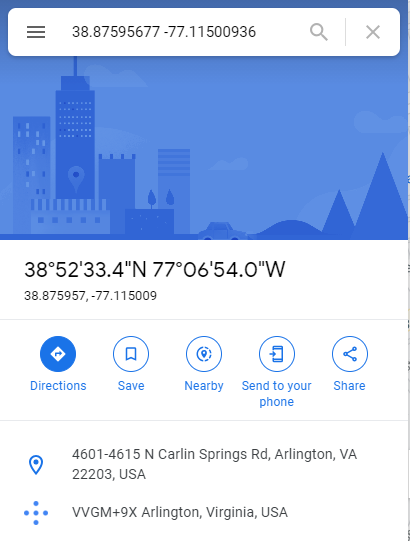 38.87595677 -77.11500936
38°52'33.4"N 77°06'54.0"W
38.875957, -77.115009
Directions
Save
Nearby
Send to your
phone
Share
4601-4615 N Carlin Springs Rd, Arlington, VA
22203, USA
VVGM+9X Arlington, Virginia, USA